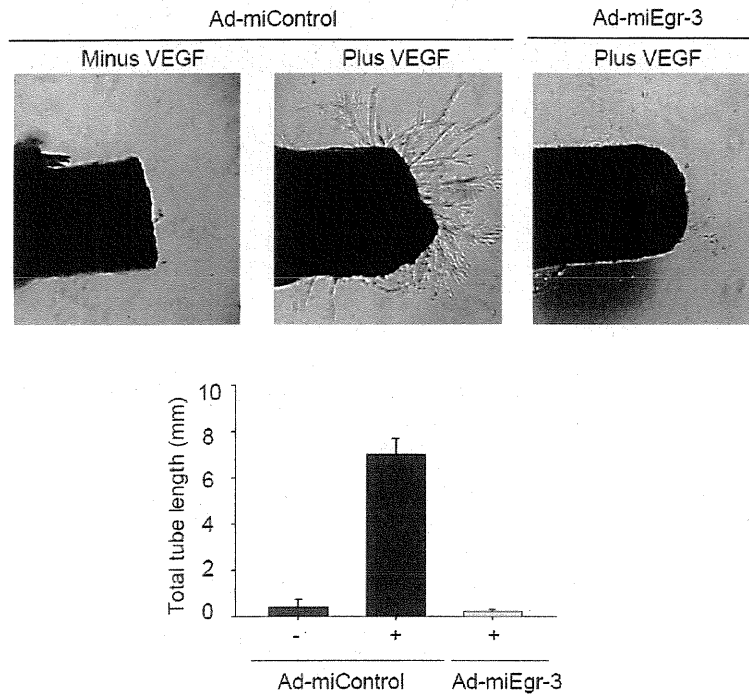 Ad-miControl Ad-miEgr-3
Minus VEGF Plus VEGF Plus VEGF
10
8
6
4
2
0
Total tube length (mm)
- + +
Ad-miControl Ad-miEgr-3